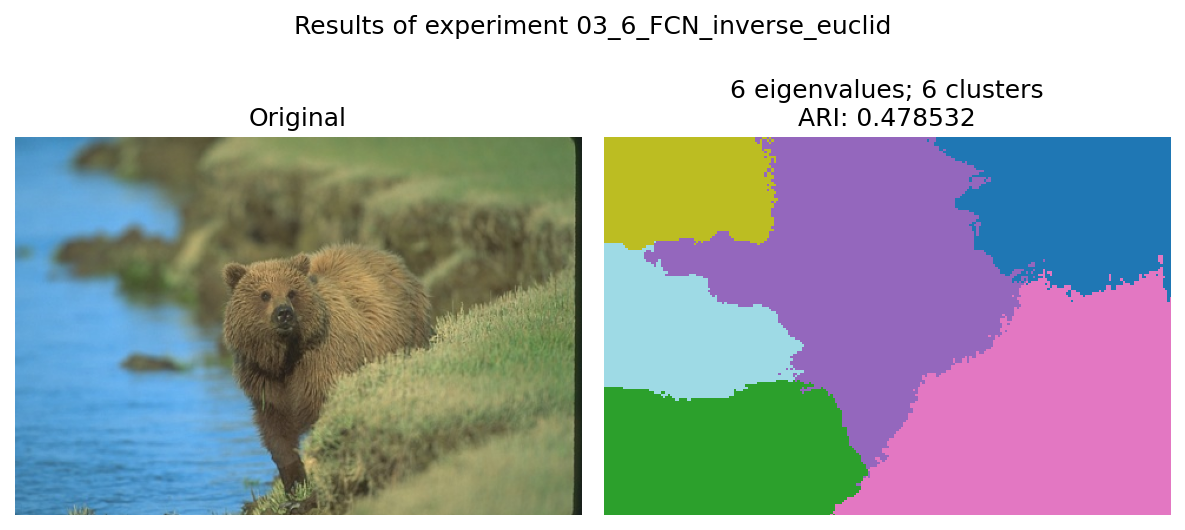 Results of experiment 03_6_FCN_inverse_euclid
Original
6 eigenvalues; 6 clusters
ARI: 0.478532